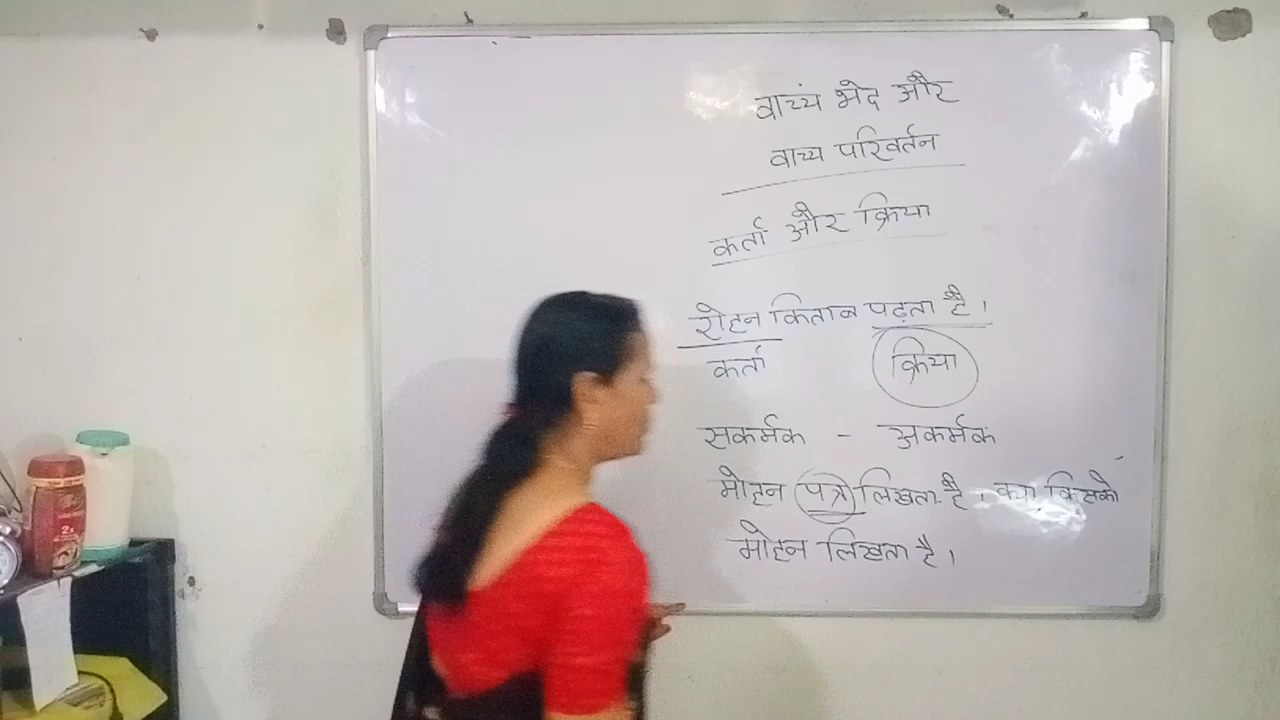 वाच्यं भेद और
वाच्य परिवर्तन
कर्ता और क्रिया
रोहन किताब पढ़ता है।
कर्ता क्रिया
सकर्मक - अकर्मक
मोहन पत्र लिखता है। क्या, किसको
मोहन लिखता है।